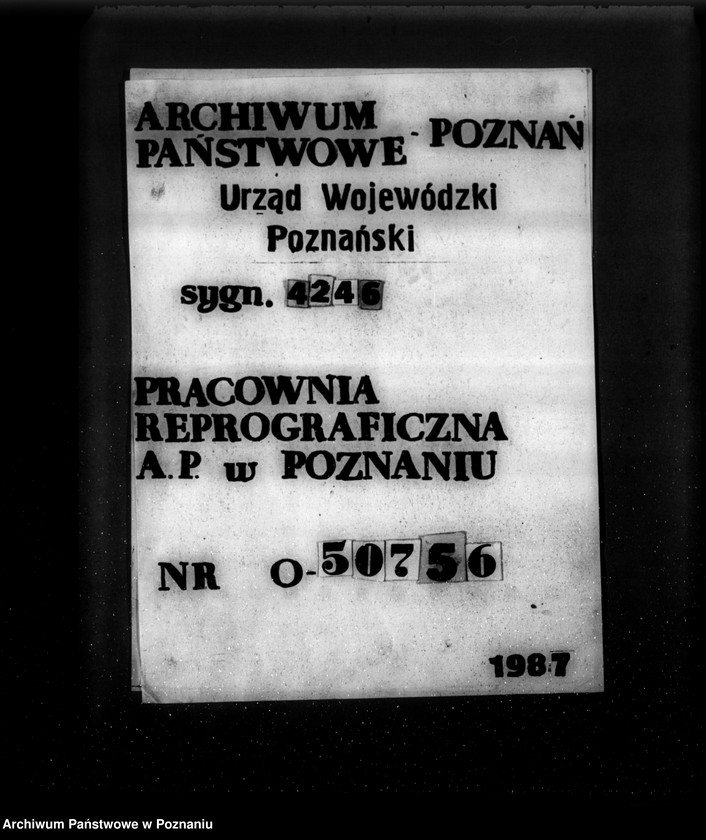 ARCHIWUM
PAŃSTWOWE - POZNAŃ
Urząd Wojewódzki
Poznański
sygn. 4246
PRACOWNIA
REPROGRAFICZNA
A.P. w POZNANIU
NR O-50756
1987
Archiwum Państwowe w Poznaniu